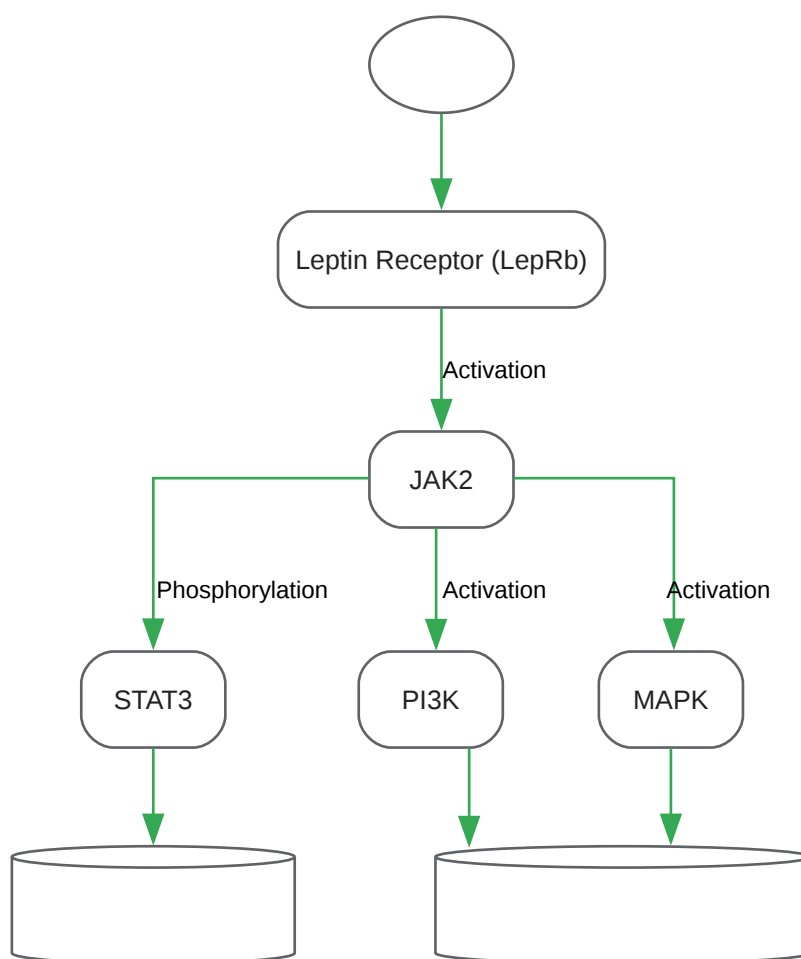 Leptin Receptor (LepRb)
Activation
JAK2
Phosphorylation
Activation
Activation
STAT3
PI3K
MAPK